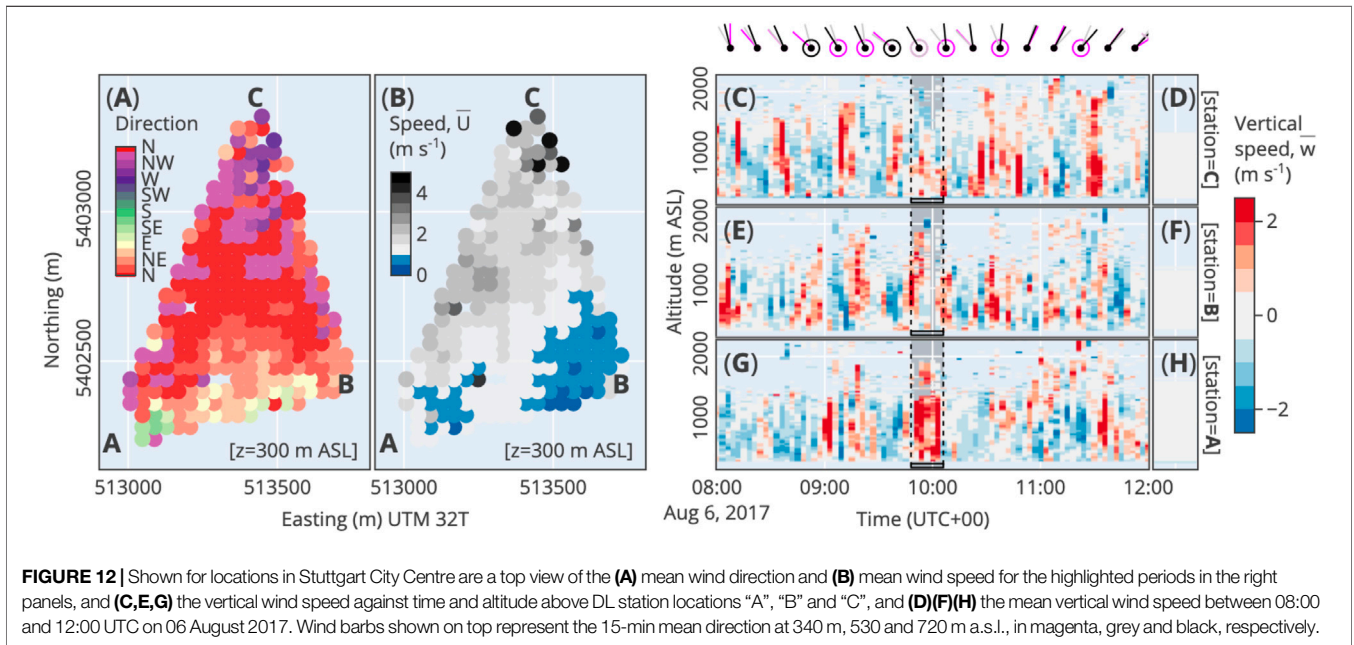 (A)
C
Direction
N
NW
W
SW
S
SE
E
NE
N
B
A
[z=300 m ASL]
Northing (m)
5403000
5402500
513000
513500
(B)
C
Speed, U̅
(m s⁻¹)
4
2
0
B
A
[z=300 m ASL]
513000
513500
Easting (m) UTM 32T
(C)
(D)
2000
1000
[station=C]
(E)
(F)
2000
1000
[station=B]
(G)
(H)
2000
1000
[station=A]
Altitude (m ASL)
08:00
09:00
10:00
11:00
12:00
Aug 6, 2017
Time (UTC+00)
Vertical
speed, w̅
(m s⁻¹)
2
0
−2
FIGURE 12 | Shown for locations in Stuttgart City Centre are a top view of the (A) mean wind direction and (B) mean wind speed for the highlighted periods in the right
panels, and (C,E,G) the vertical wind speed against time and altitude above DL station locations “A”, “B” and “C”, and (D)(F)(H) the mean vertical wind speed between 08:00
and 12:00 UTC on 06 August 2017. Wind barbs shown on top represent the 15-min mean direction at 340 m, 530 and 720 m a.s.l., in magenta, grey and black, respectively.